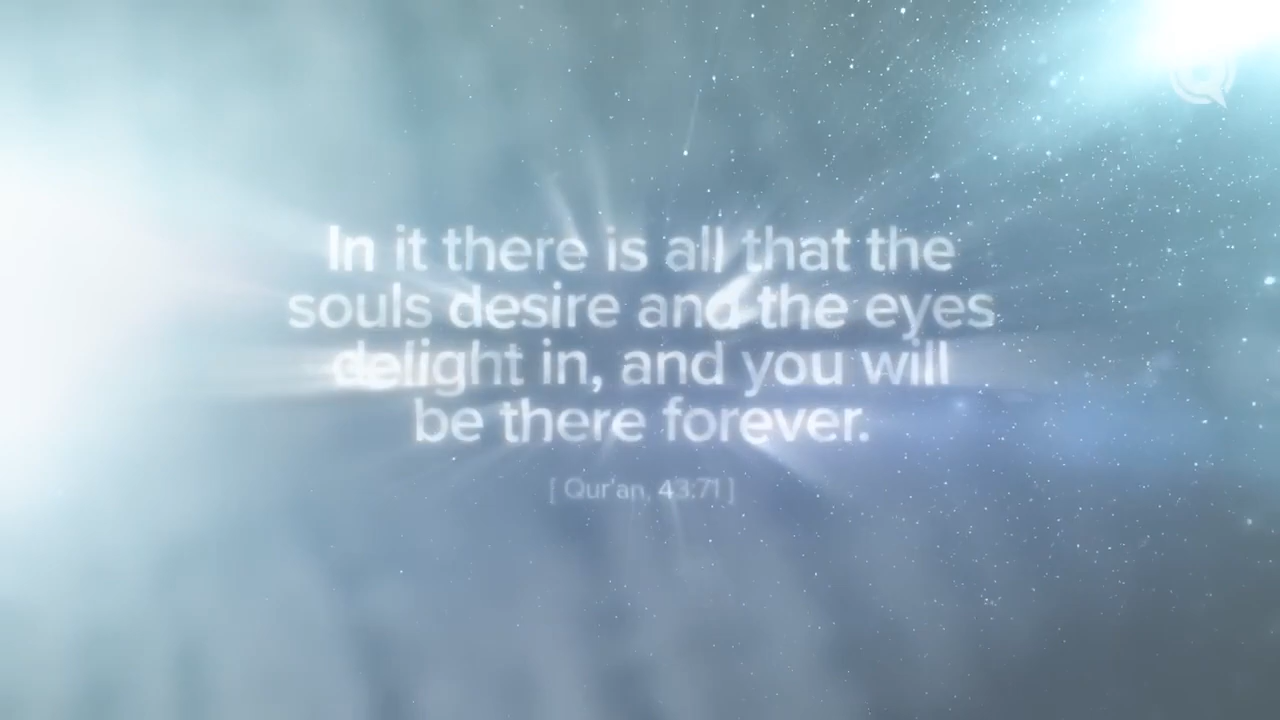 In it there is all that the
souls desire and the eyes
delight in, and you will
be there forever.
[ Qur'an, 43:71 ]